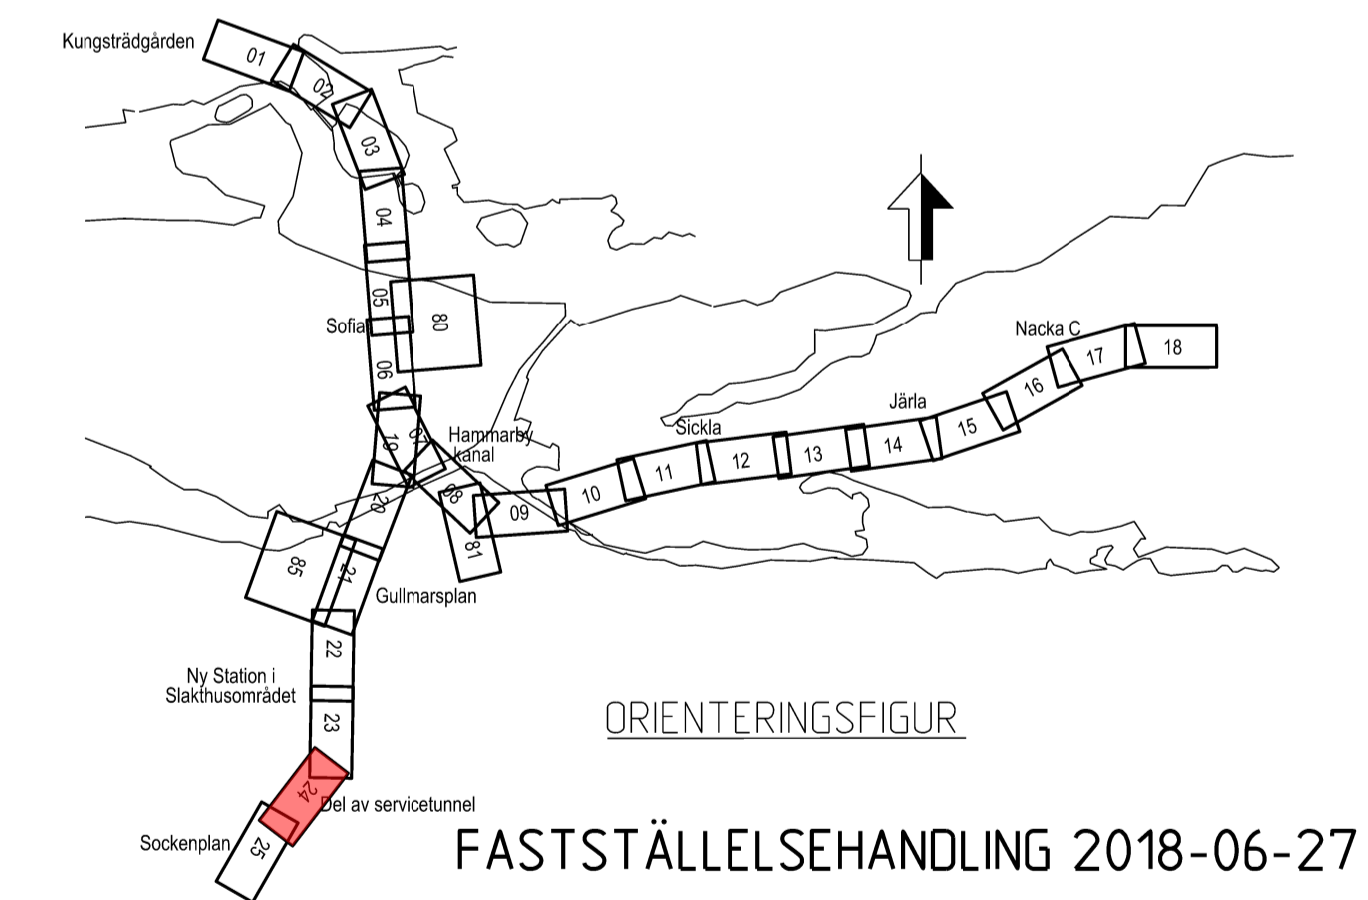 Kungsträdgården
01
02
03
04
05
80
Sofia
06
19
07
Hammarby
kanal
08
20
09
81
10
11
Sickla
12
13
Järla
14
15
16
Nacka C
17
18
85
21
Gullmarsplan
22
Ny Station i
Slakthusområdet
23
24
Del av servicetunnel
Sockenplan
25
ORIENTERINGSFIGUR
FASTSTÄLLELSEHANDLING 2018-06-27